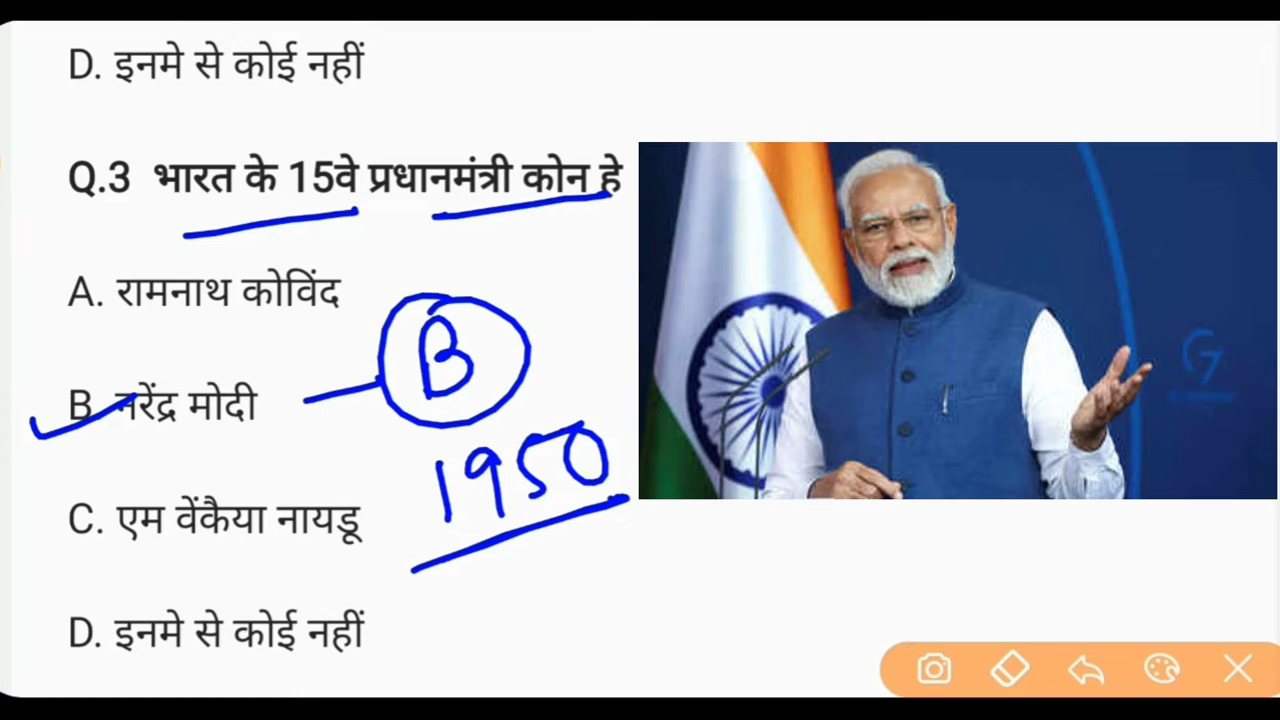 D. इनमे से कोई नहीं
Q.3 भारत के 15वे प्रधानमंत्री कोन हे
A. रामनाथ कोविंद
B
B. नरेंद्र मोदी
1950
C. एम वेंकैया नायडू
D. इनमे से कोई नहीं